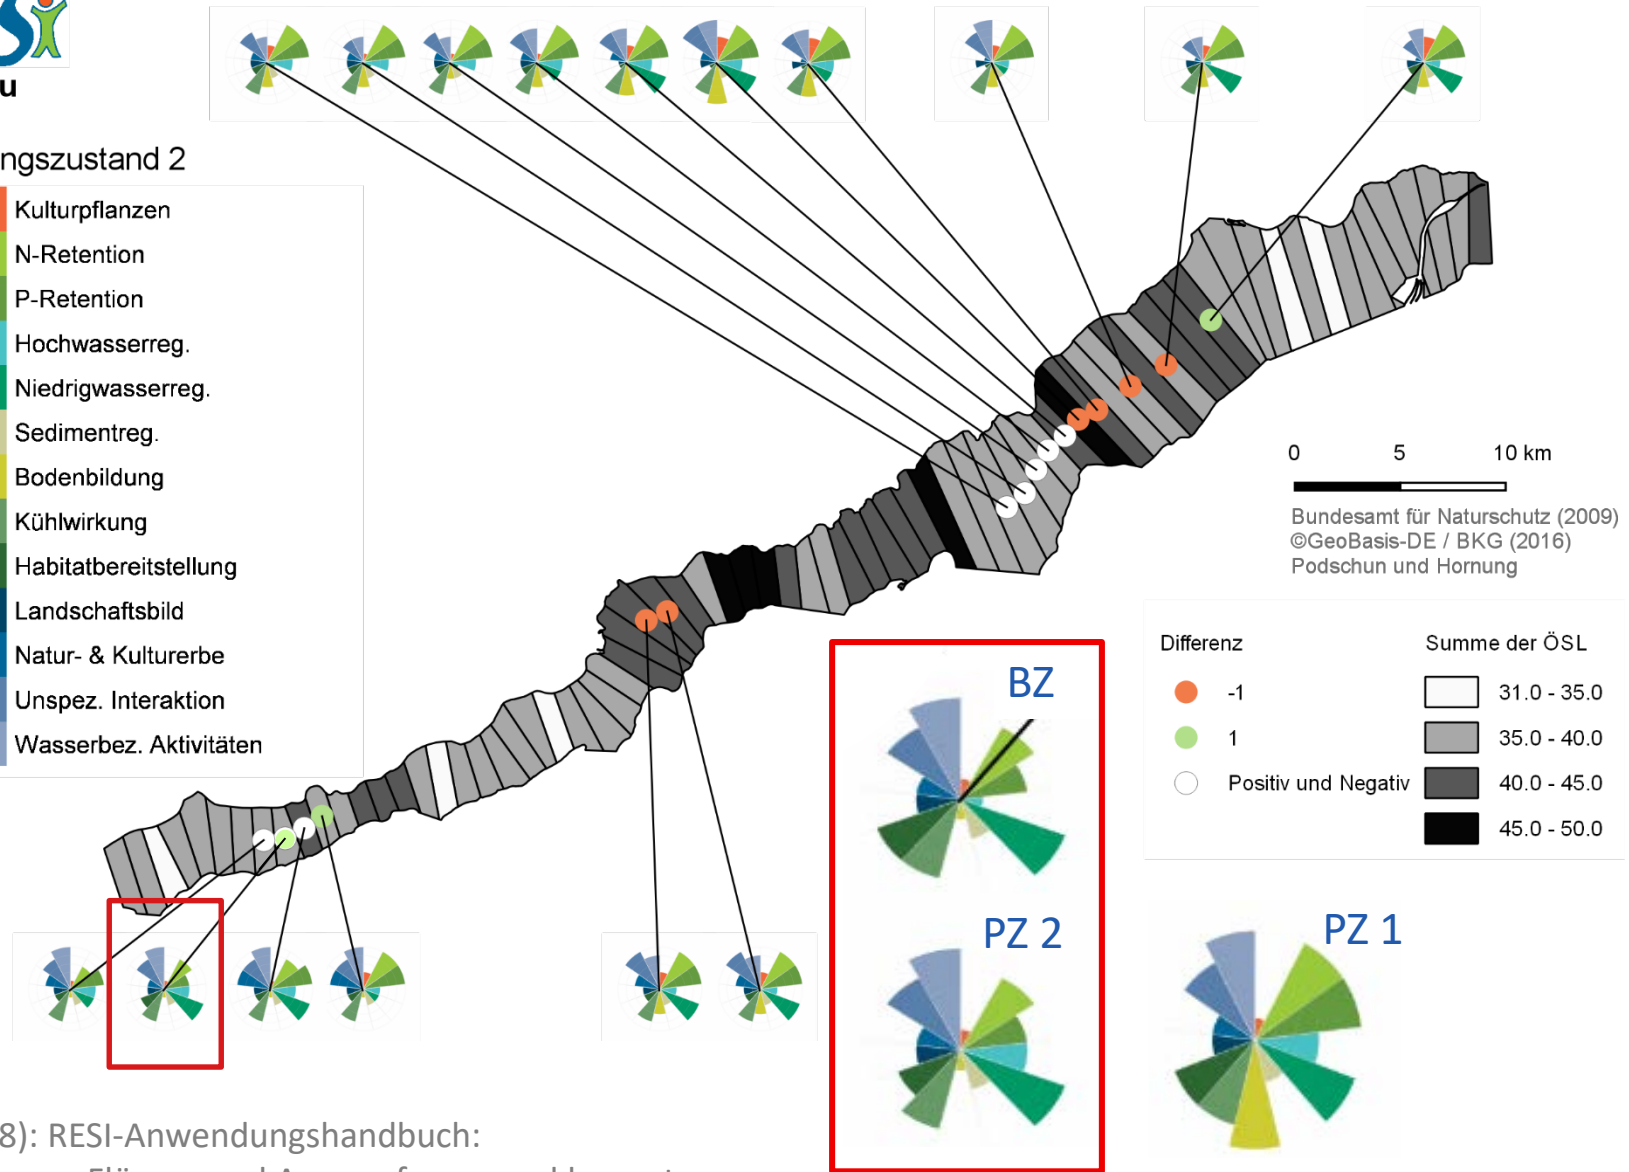 Si
u
ngszustand 2
Kulturpflanzen
N-Retention
P-Retention
Hochwasserreg.
Niedrigwasserreg.
Sedimentreg.
Bodenbildung
Kühlwirkung
Habitatbereitstellung
Landschaftsbild
Natur- & Kulturerbe
Unspez. Interaktion
Wasserbez. Aktivitäten
0 5 10 km
Bundesamt für Naturschutz (2009)
©GeoBasis-DE / BKG (2016)
Podschun und Hornung
Differenz
-1
1
Positiv und Negativ
Summe der ÖSL
31.0 - 35.0
35.0 - 40.0
40.0 - 45.0
45.0 - 50.0
BZ
PZ 2
PZ 1
8): RESI-Anwendungshandbuch: